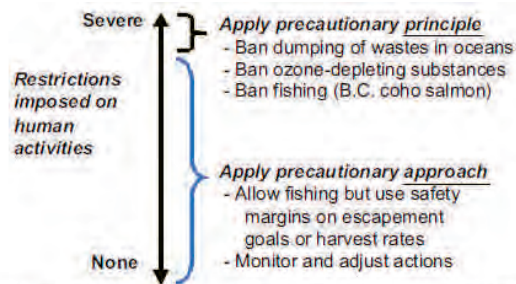 Severe
Apply precautionary principle
- Ban dumping of wastes in oceans
- Ban ozone-depleting substances
- Ban fishing (B.C. coho salmon)
Restrictions
imposed on
human
activities
Apply precautionary approach
- Allow fishing but use safety
margins on escapement
goals or harvest rates
- Monitor and adjust actions
None